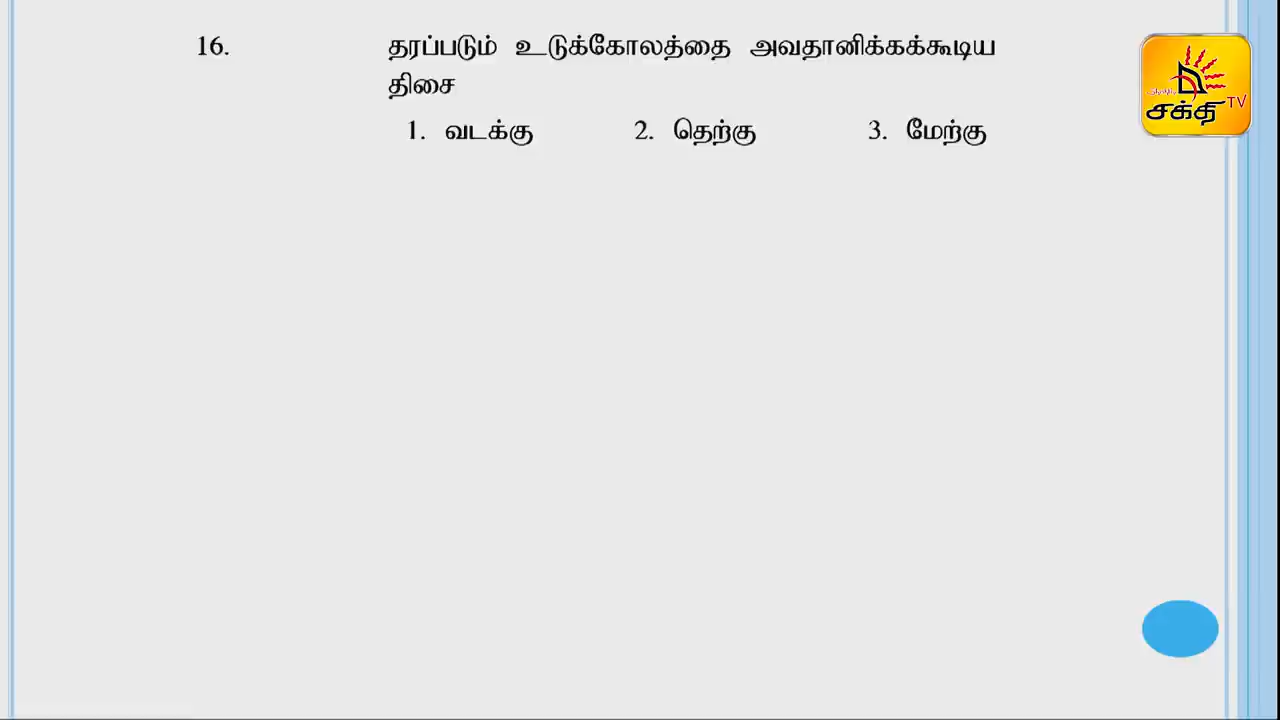 16. தரப்படும் உடுக்கோலத்தை அவதானிக்கக்கூடிய
திசை
1. வடக்கு 2. தெற்கு 3. மேற்கு
சக்தி TV